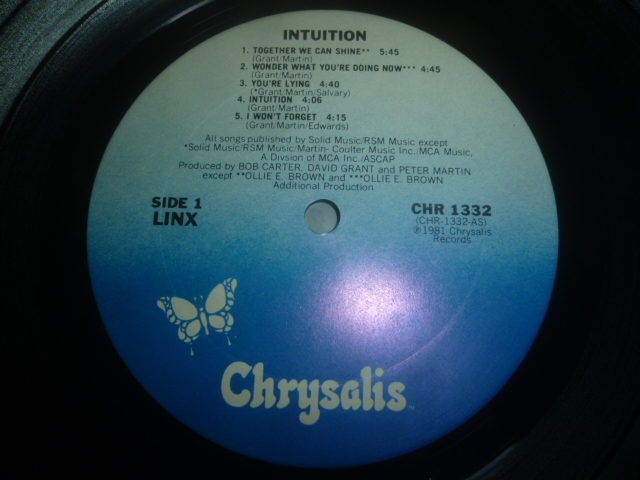 INTUITION
1. TOGETHER WE CAN SHINE** 5:45
(Grant/Martin)
2. WONDER WHAT YOU'RE DOING NOW*** 4:45
(Grant/Martin)
3. YOU'RE LYING 4:40
(*Grant/Martin/Salvary)
4. INTUITION 4:06
(Grant/Martin)
5. I WON'T FORGET 4:15
(Grant/Martin/Edwards)
All songs published by Solid Music/RSM Music except
*Solid Music/RSM Music/Martin- Coulter Music Inc./MCA Music,
A Divsion of MCA Inc./ASCAP
Produced by BOB CARTER, DAVID GRANT and PETER MARTIN
except **OLLIE E. BROWN and ***OLLIE E. BROWN
Additional Production
SIDE 1
LINX
CHR 1332
(CHR-1332-AS)
℗1981 Chrysalis
Records
Chrysalis